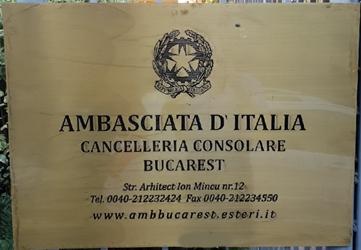 AMBASCIATA D'ITALIA
CANCELLERIA CONSOLARE
BUCAREST
Str. Arhitect Ion Mincu nr.12
Tel. 0040-212232424 Fax 0040-212234550
www.ambbucarest.esteri.it